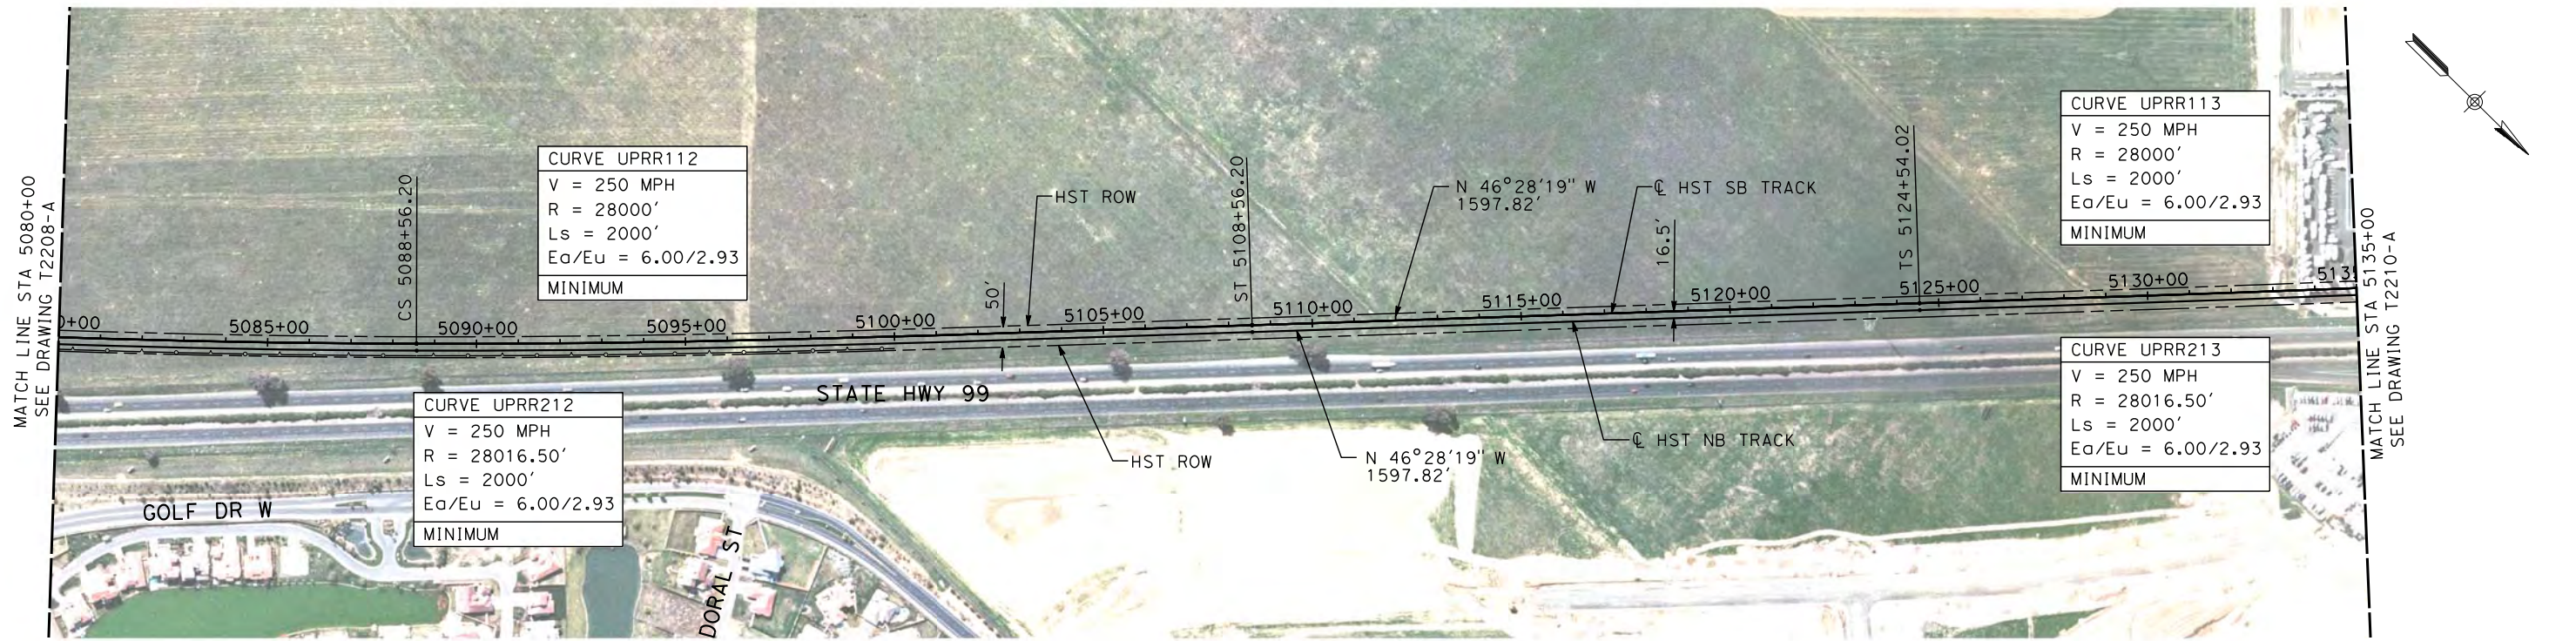 MATCH LINE STA 5080+00
SEE DRAWING T2208-A
CS 5088+56.20
CURVE UPRR112
V = 250 MPH
R = 28000'
Ls = 2000'
Ea/Eu = 6.00/2.93
MINIMUM
HST ROW
50'
ST 5108+56.20
N 46°28'19" W
1597.82'
℄ HST SB TRACK
16.5'
TS 5124+54.02
CURVE UPRR113
V = 250 MPH
R = 28000'
Ls = 2000'
Ea/Eu = 6.00/2.93
MINIMUM
0+00
5085+00
5090+00
5095+00
5100+00
5105+00
5110+00
5115+00
5120+00
5125+00
5130+00
513
STATE HWY 99
CURVE UPRR212
V = 250 MPH
R = 28016.50'
Ls = 2000'
Ea/Eu = 6.00/2.93
MINIMUM
HST ROW
N 46°28'19" W
1597.82'
℄ HST NB TRACK
CURVE UPRR213
V = 250 MPH
R = 28016.50'
Ls = 2000'
Ea/Eu = 6.00/2.93
MINIMUM
GOLF DR W
DORAL ST
MATCH LINE STA 5135+00
SEE DRAWING T2210-A